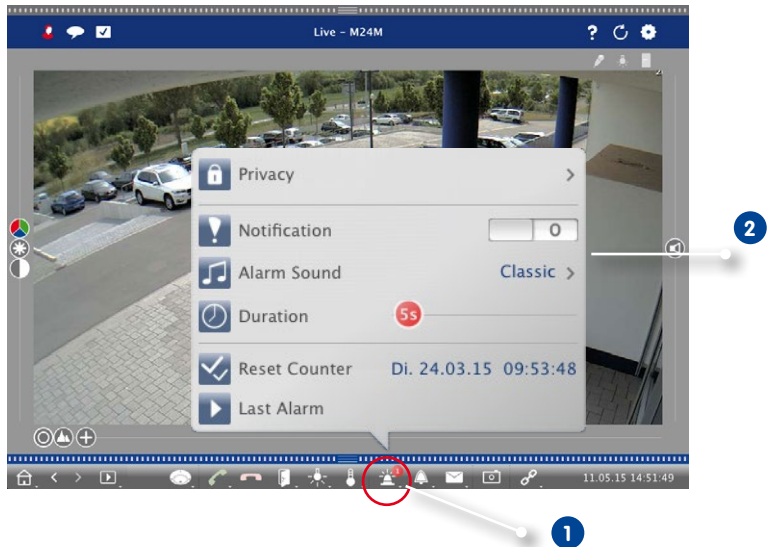 Live – M24M
?
Privacy
Notification 0
Alarm Sound Classic
5s
Duration
Reset Counter Di. 24.03.15 09:53:48
Last Alarm
2
11.05.15 14:51:49
1